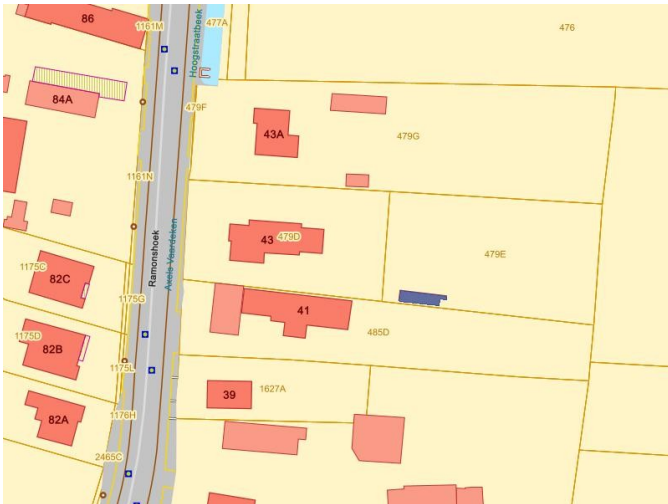 86
1161M
477A
476
Hoogstraatbeek
84A
479F
43A
479G
1161N
Ramonshoek
Axels Vaardeken
43
479D
479E
1175C
82C
1175G
41
485D
1175D
82B
1175L
39
1627A
82A
1176H
2465C